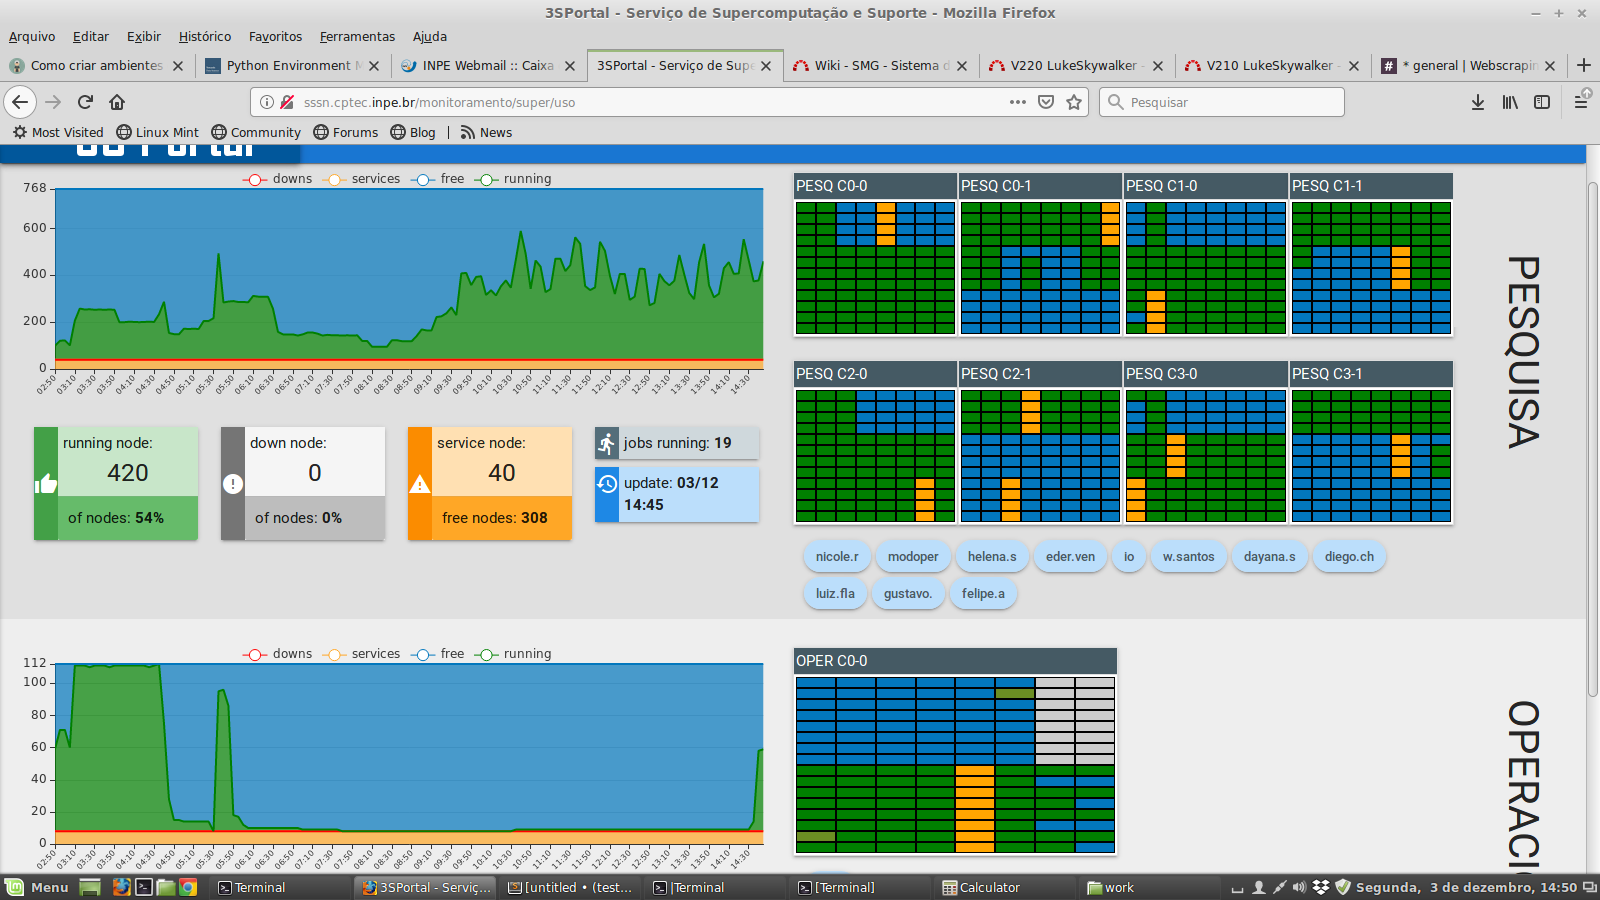 3SPortal - Serviço de Supercomputação e Suporte - Mozilla Firefox
Arquivo Editar Exibir Histórico Favoritos Ferramentas Ajuda
Como criar ambientes
Python Environment
INPE Webmail :: Caixa
3SPortal - Serviço de Supe
Wiki - SMG - Sistema d
V220 LukeSkywalker -
V210 LukeSkywalker -
* general | Webscrapin
sssn.cptec.inpe.br/monitoramento/super/uso
Pesquisar
Most Visited Linux Mint Community Forums Blog | News
downs services free running
768
600
400
200
0
02:50 03:10 03:30 03:50 04:10 04:30 04:50 05:10 05:30 05:50 06:10 06:30 06:50 07:10 07:30 07:50 08:10 08:30 08:50 09:10 09:30 09:50 10:10 10:30 10:50 11:10 11:30 11:50 12:10 12:30 12:50 13:10 13:30 13:50 14:10 14:30
running node:
420
of nodes: 54%
down node:
0
of nodes: 0%
service node:
40
free nodes: 308
jobs running: 19
update: 03/12
14:45
PESQ C0-0 PESQ C0-1 PESQ C1-0 PESQ C1-1
PESQ C2-0 PESQ C2-1 PESQ C3-0 PESQ C3-1
PESQUISA
nicole.r modoper helena.s eder.ven io w.santos dayana.s diego.ch
luiz.fla gustavo. felipe.a
downs services free running
112
100
80
60
40
20
0
02:50 03:10 03:30 03:50 04:10 04:30 04:50 05:10 05:30 05:50 06:10 06:30 06:50 07:10 07:30 07:50 08:10 08:30 08:50 09:10 09:30 09:50 10:10 10:30 10:50 11:10 11:30 11:50 12:10 12:30 12:50 13:10 13:30 13:50 14:10 14:30
OPER C0-0
OPERACI
Menu
Terminal
3SPortal - Serviç...
[untitled • (test...
|Terminal
[Terminal]
Calculator
work
Segunda, 3 de dezembro, 14:50